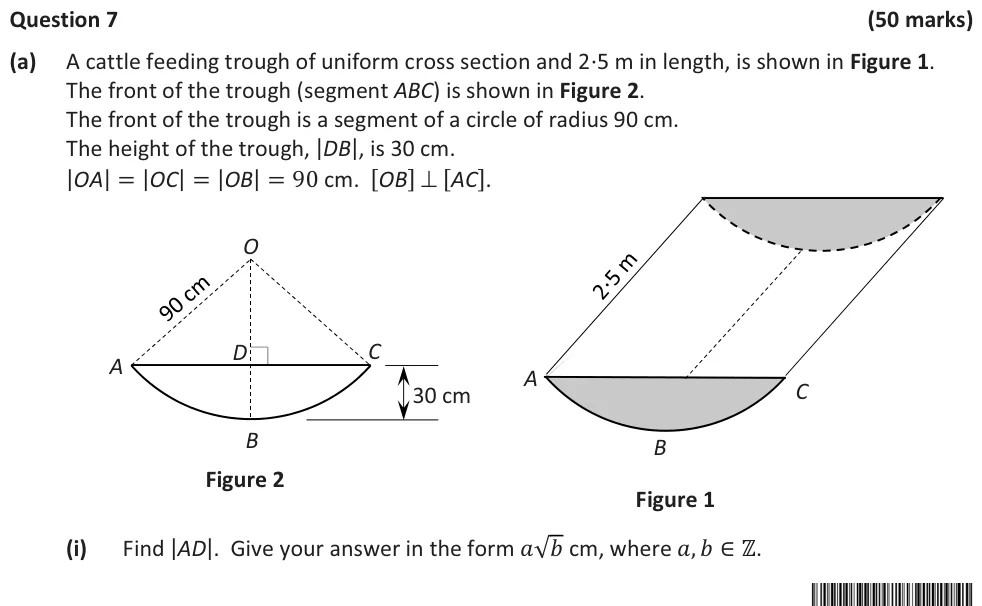 Question 7 (50 marks)
(a) A cattle feeding trough of uniform cross section and 2·5 m in length, is shown in Figure 1.
The front of the trough (segment ABC) is shown in Figure 2.
The front of the trough is a segment of a circle of radius 90 cm.
The height of the trough, |DB|, is 30 cm.
|OA| = |OC| = |OB| = 90 cm. [OB] ⊥ [AC].
O
90 cm
A
D
C
30 cm
B
Figure 2
2·5 m
A
C
B
Figure 1
(i) Find |AD|. Give your answer in the form a√b cm, where a, b ∈ ℤ.